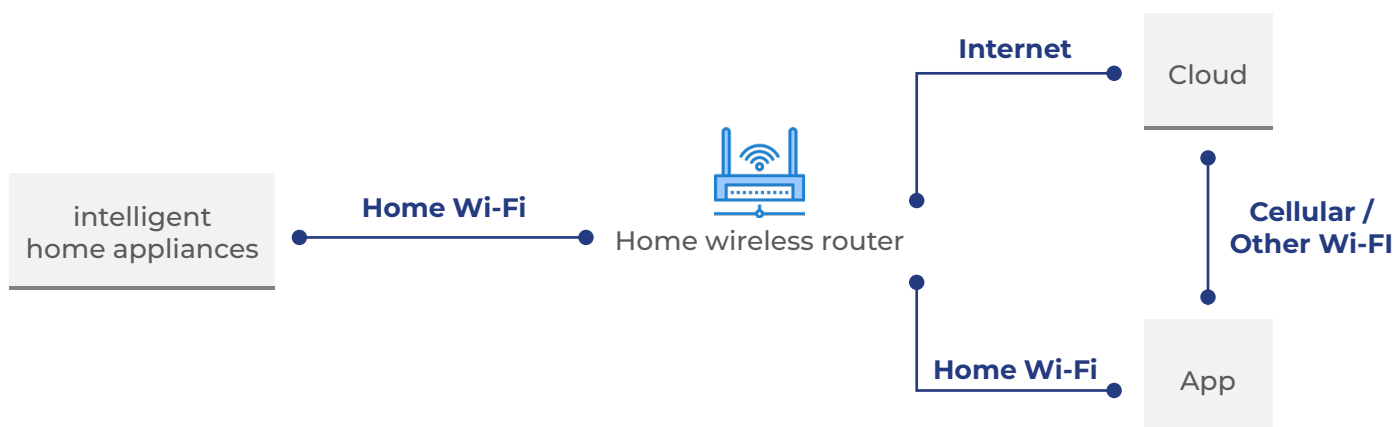 Internet
Cloud
intelligent
home appliances
Home Wi-Fi
Home wireless router
Cellular /
Other Wi-FI
Home Wi-Fi
App